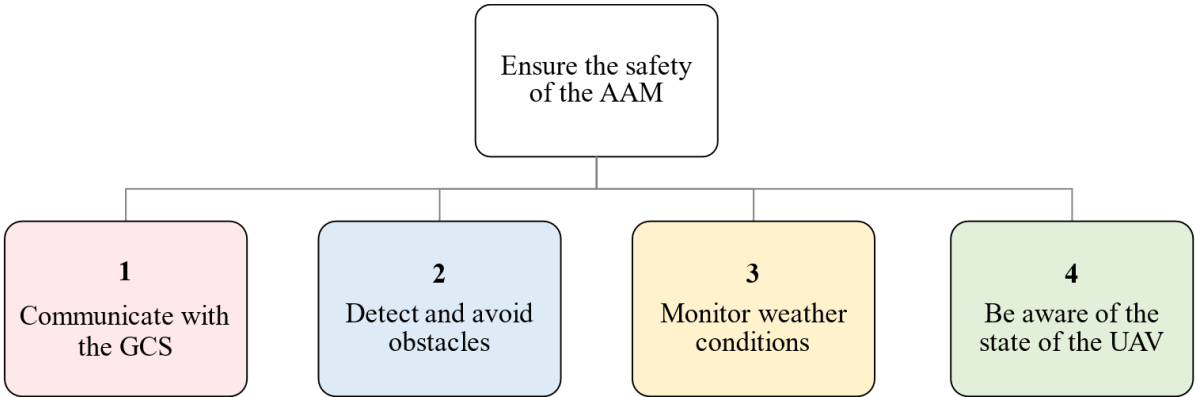 Ensure the safety
of the AAM
1
Communicate with
the GCS
2
Detect and avoid
obstacles
3
Monitor weather
conditions
4
Be aware of the
state of the UAV